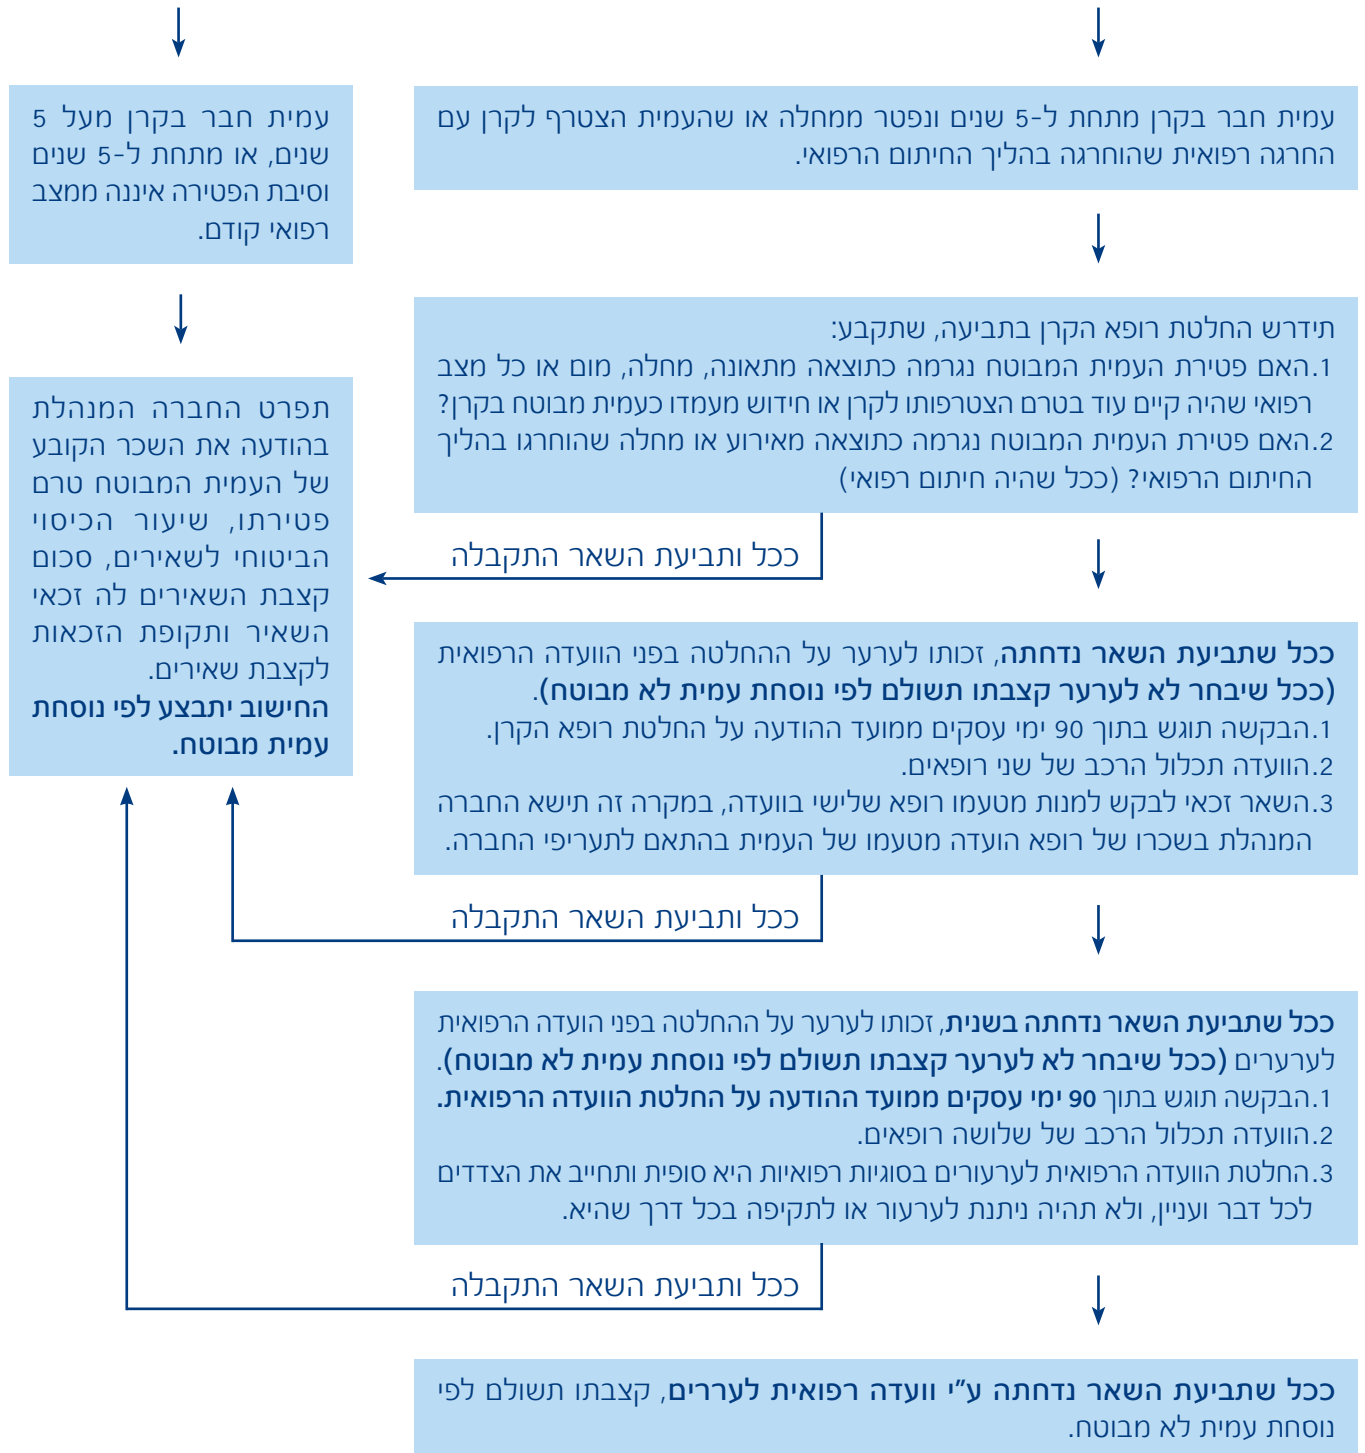 עמית חבר בקרן מתחת ל-5 שנים ונפטר ממחלה או שהעמית הצטרף לקרן עם
החרגה רפואית שהוחרגה בהליך החיתום הרפואי.
עמית חבר בקרן מעל 5
שנים, או מתחת ל-5 שנים
וסיבת הפטירה איננה ממצב
רפואי קודם.
תידרש החלטת רופא הקרן בתביעה, שתקבע:
1.האם פטירת העמית המבוטח נגרמה כתוצאה מתאונה, מחלה, מום או כל מצב
רפואי שהיה קיים עוד בטרם הצטרפותו לקרן או חידוש מעמדו כעמית מבוטח בקרן?
2.האם פטירת העמית המבוטח נגרמה כתוצאה מאירוע או מחלה שהוחרגו בהליך
החיתום הרפואי? (ככל שהיה חיתום רפואי)
ככל ותביעת השאר התקבלה
תפרט החברה המנהלת
בהודעה את השכר הקובע
של העמית המבוטח טרם
פטירתו, שיעור הכיסוי
הביטוחי לשאירים, סכום
קצבת השאירים לה זכאי
השאיר ותקופת הזכאות
לקצבת שאירים.
החישוב יתבצע לפי נוסחת
עמית מבוטח.
ככל שתביעת השאר נדחתה, זכותו לערער על ההחלטה בפני הוועדה הרפואית
(ככל שיבחר לא לערער קצבתו תשולם לפי נוסחת עמית לא מבוטח).
1.הבקשה תוגש בתוך 90 ימי עסקים ממועד ההודעה על החלטת רופא הקרן.
2.הוועדה תכלול הרכב של שני רופאים.
3.השאר זכאי לבקש למנות מטעמו רופא שלישי בוועדה, במקרה זה תישא החברה
המנהלת בשכרו של רופא הועדה מטעמו של העמית בהתאם לתעריפי החברה.
ככל ותביעת השאר התקבלה
ככל שתביעת השאר נדחתה בשנית, זכותו לערער על ההחלטה בפני הועדה הרפואית
לערערים (ככל שיבחר לא לערער קצבתו תשולם לפי נוסחת עמית לא מבוטח).
1.הבקשה תוגש בתוך 90 ימי עסקים ממועד ההודעה על החלטת הוועדה הרפואית.
2.הוועדה תכלול הרכב של שלושה רופאים.
3.החלטת הוועדה הרפואית לערעורים בסוגיות רפואיות היא סופית ותחייב את הצדדים
לכל דבר ועניין, ולא תהיה ניתנת לערעור או לתקיפה בכל דרך שהיא.
ככל ותביעת השאר התקבלה
ככל שתביעת השאר נדחתה ע"י וועדה רפואית לעררים, קצבתו תשולם לפי
נוסחת עמית לא מבוטח.